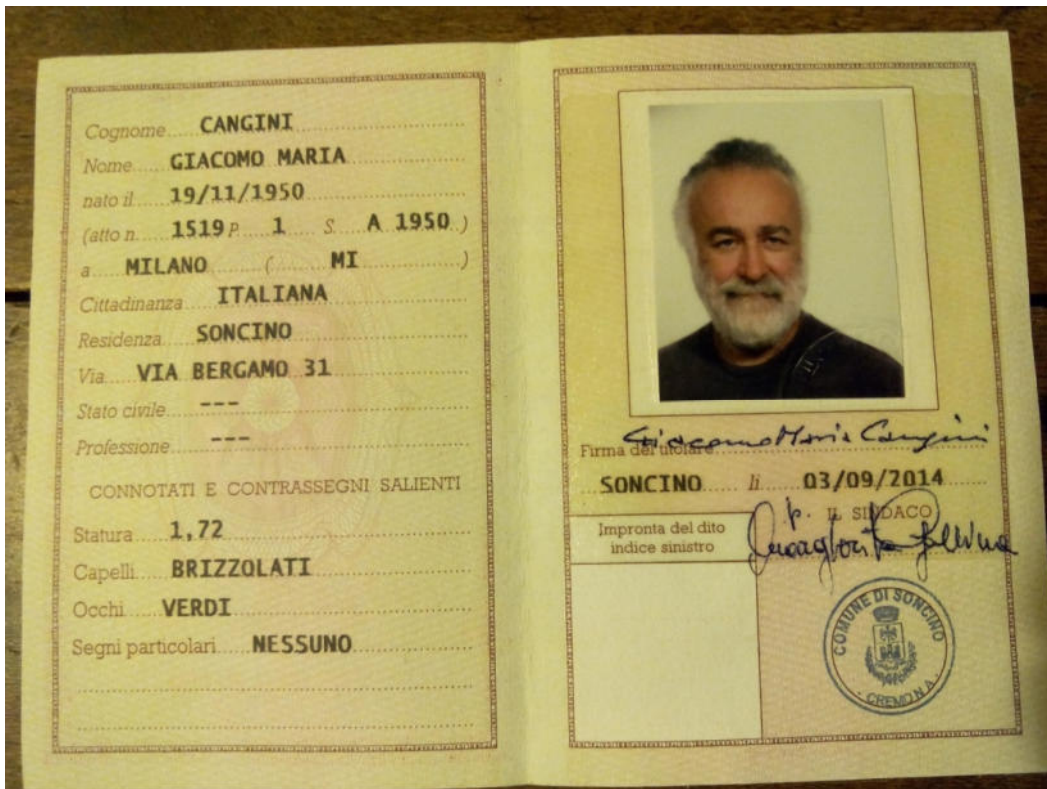 Cognome CANGINI
Nome GIACOMO MARIA
nato il 19/11/1950
(atto n. 1519 P. 1 S. A 1950)
a MILANO ( MI )
Cittadinanza ITALIANA
Residenza SONCINO
Via VIA BERGAMO 31
Stato civile ---
Professione ---
CONNOTATI E CONTRASSEGNI SALIENTI
Statura 1,72
Capelli BRIZZOLATI
Occhi VERDI
Segni particolari NESSUNO
Giacomo Maria Cangini
Firma del titolare
SONCINO li 03/09/2014
p. IL SINDACO
Impronta del dito
indice sinistro
Margherita
COMUNE DI SONCINO
CREMONA